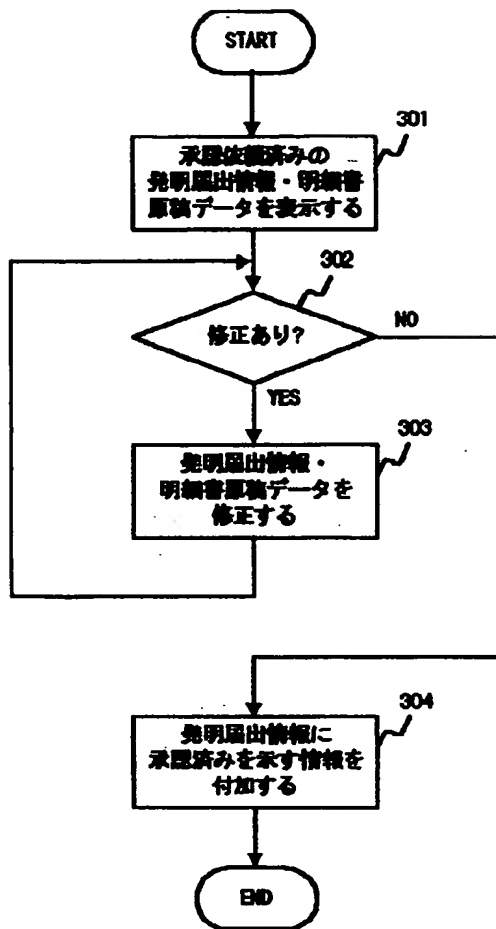 START
301
承認依頼済みの
発明届出情報・明細書
原稿データを表示する
302
修正あり?
NO
YES
303
発明届出情報・
明細書原稿データを
修正する
304
発明届出情報に
承認済みを示す情報を
付加する
END